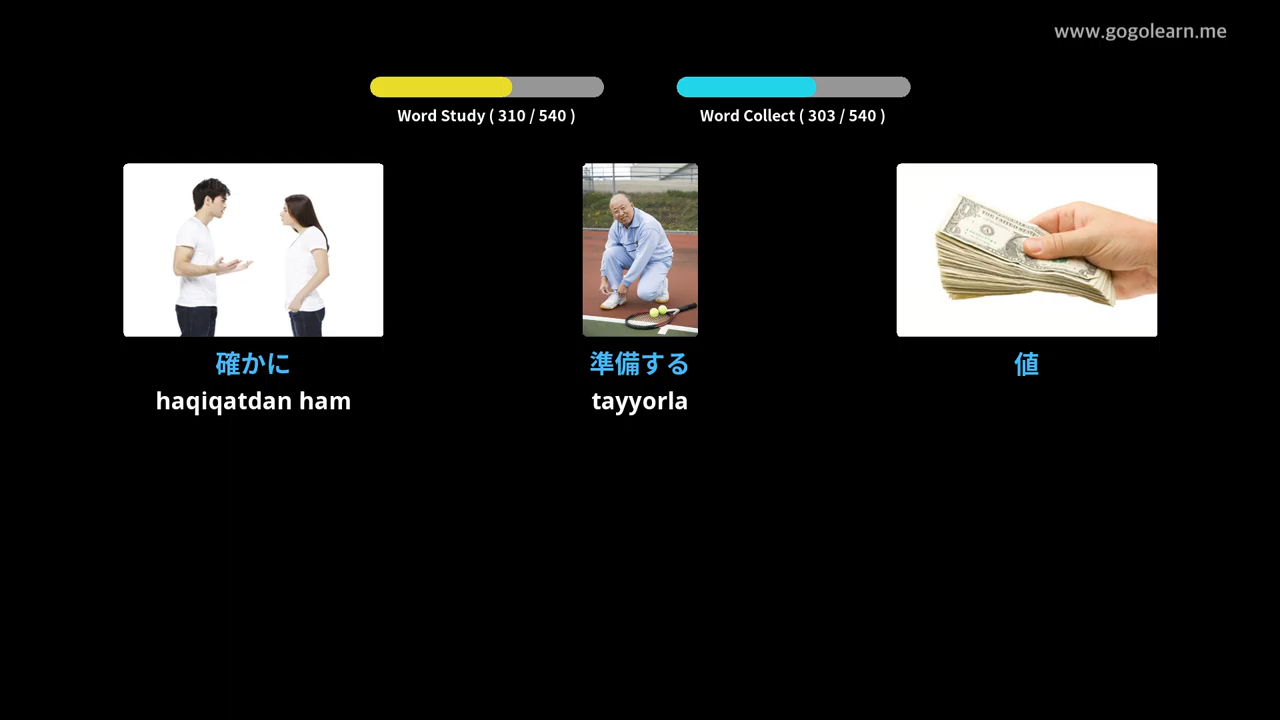 www.gogolearn.me
Word Study ( 310 / 540 )
Word Collect ( 303 / 540 )
確かに
準備する
値
haqiqatdan ham
tayyorla